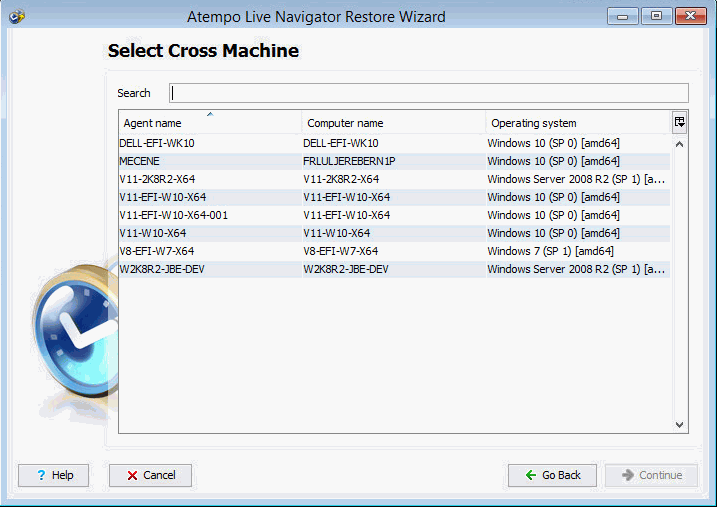 Atempo Live Navigator Restore Wizard
Select Cross Machine
Search
Agent name Computer name Operating system
DELL-EFI-WK10 DELL-EFI-WK10 Windows 10 (SP 0) [amd64]
MECENE FRLULJEREBERN1P Windows 10 (SP 0) [amd64]
V11-2K8R2-X64 V11-2K8R2-X64 Windows Server 2008 R2 (SP 1) [a...
V11-EFI-W10-X64 V11-EFI-W10-X64 Windows 10 (SP 0) [amd64]
V11-EFI-W10-X64-001 V11-EFI-W10-X64 Windows 10 (SP 0) [amd64]
V11-W10-X64 V11-W10-X64 Windows 10 (SP 0) [amd64]
V8-EFI-W7-X64 V8-EFI-W7-X64 Windows 7 (SP 1) [amd64]
W2K8R2-JBE-DEV W2K8R2-JBE-DEV Windows Server 2008 R2 (SP 1) [a...
? Help Cancel Go Back Continue